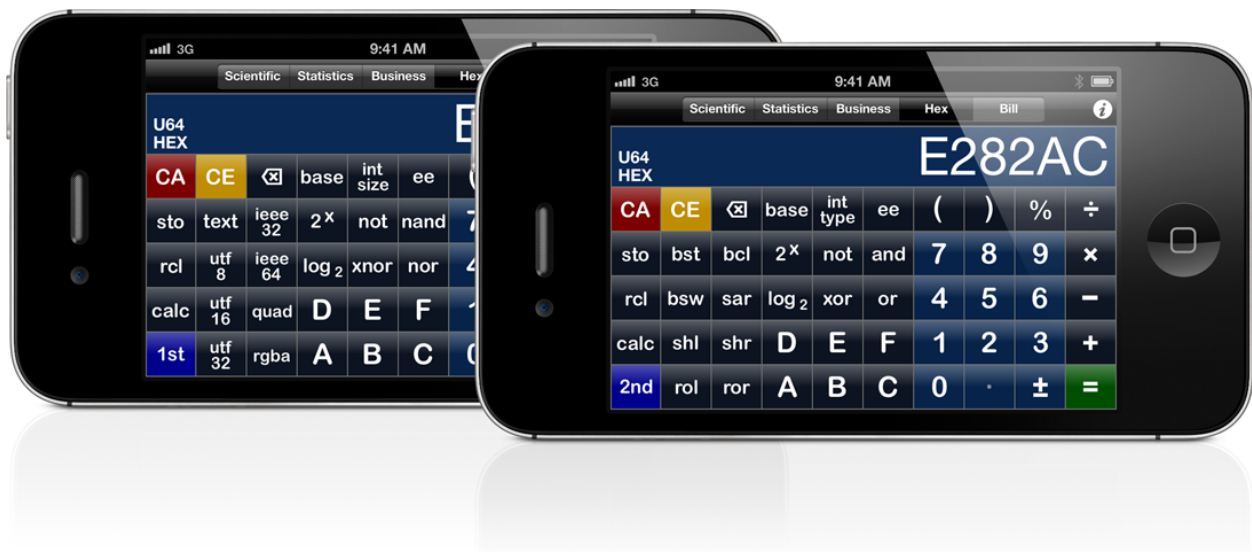 3G 9:41 AM
Scientific Statistics Business
U64
HEX
CA CE base int size ee
sto text ieee 32 2x not nand
rcl utf 8 ieee 64 log 2 xnor nor
calc utf 16 quad D E F
1st utf 32 rgba A B C
3G 9:41 AM
Scientific Statistics Business Hex Bill i
E282AC
U64
HEX
CA CE base int type ee ( ) % ÷
sto bst bcl 2x not and 7 8 9 ×
rcl bsw sar log 2 xor or 4 5 6 −
calc shl shr D E F 1 2 3 +
2nd rol ror A B C 0 · ± =